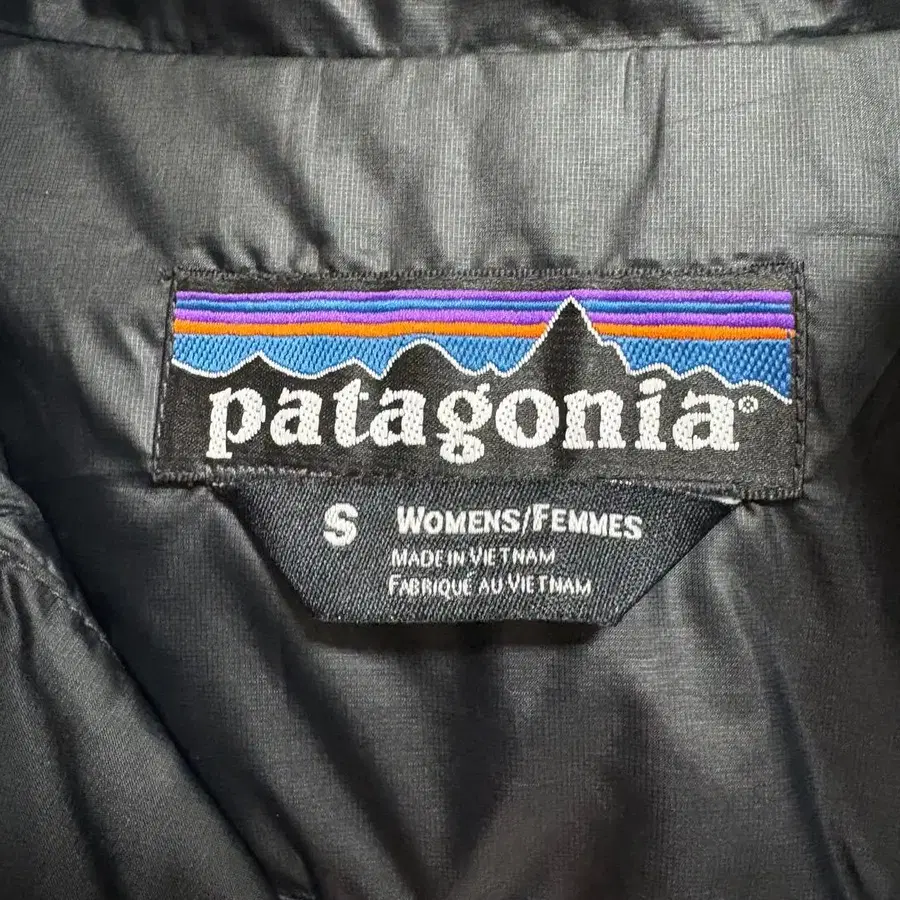 patagonia®
S WOMENS/FEMMES
MADE IN VIETNAM
FABRIQUÉ AU VIETNAM